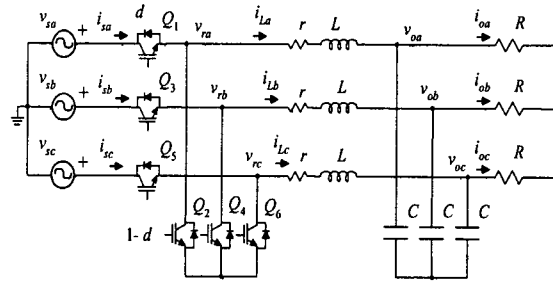 v_sa + i_sa d Q_1 v_ra i_La r L v_oa i_oa R
v_sb + i_sb Q_3 v_rb i_Lb r L v_ob i_ob R
v_sc + i_sc Q_5 v_rc i_Lc r L v_oc i_oc R
Q_2 Q_4 Q_6
1-d
C C C